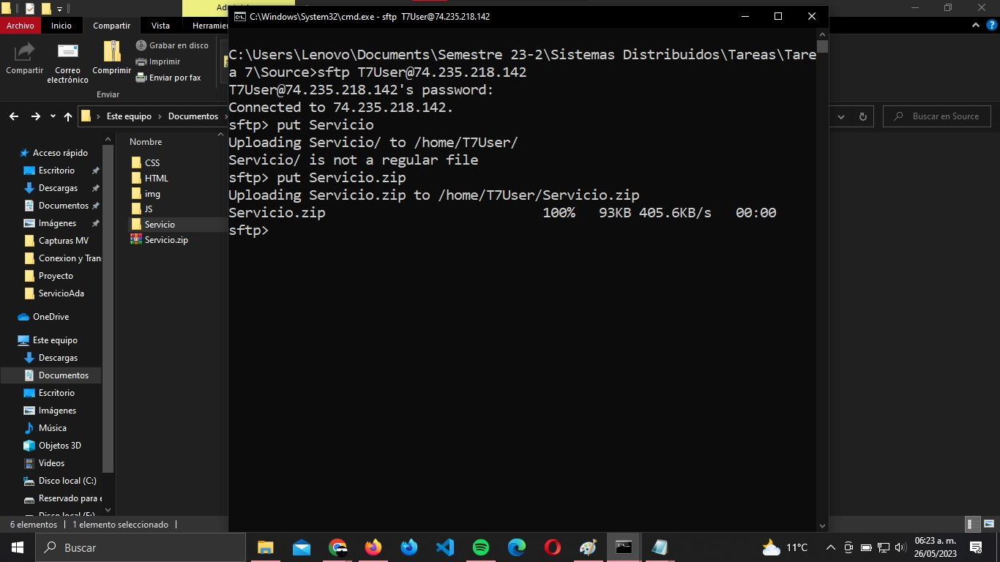 C:\Windows\System32\cmd.exe - sftp T7User@74.235.218.142
Archivo
Inicio
Compartir
Vista
Compartir
Correo
electrónico
Comprimir
Grabar en disco
Imprimir
Enviar por fax
Enviar
Este equipo
Documentos
Buscar en Source
Nombre
Acceso rápido
Escritorio
Descargas
Documentos
Imágenes
Capturas MV
Conexion y Tran
Proyecto
ServicioAda
OneDrive
Este equipo
Descargas
Documentos
Escritorio
Imágenes
Música
Objetos 3D
Videos
Disco local (C:)
Reservado para e
CSS
HTML
img
JS
Servicio
Servicio.zip
C:\Users\Lenovo\Documents\Semestre 23-2\Sistemas Distribuidos\Tareas\Tare
a 7\Source>sftp T7User@74.235.218.142
T7User@74.235.218.142's password:
Connected to 74.235.218.142.
sftp> put Servicio
Uploading Servicio/ to /home/T7User/
Servicio/ is not a regular file
sftp> put Servicio.zip
Uploading Servicio.zip to /home/T7User/Servicio.zip
Servicio.zip 100% 93KB 405.6KB/s 00:00
sftp>
6 elementos
1 elemento seleccionado
Buscar
11°C
06:23 a. m.
26/05/2023